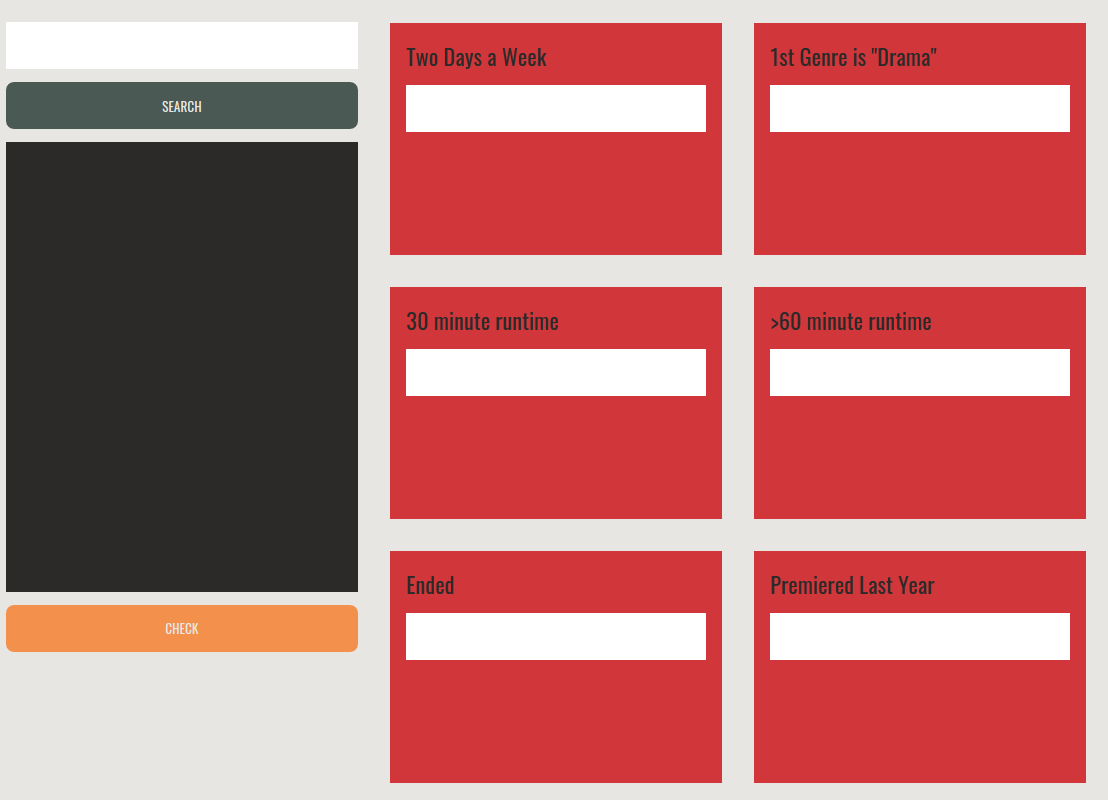 SEARCH
CHECK
Two Days a Week
1st Genre is "Drama"
30 minute runtime
>60 minute runtime
Ended
Premiered Last Year